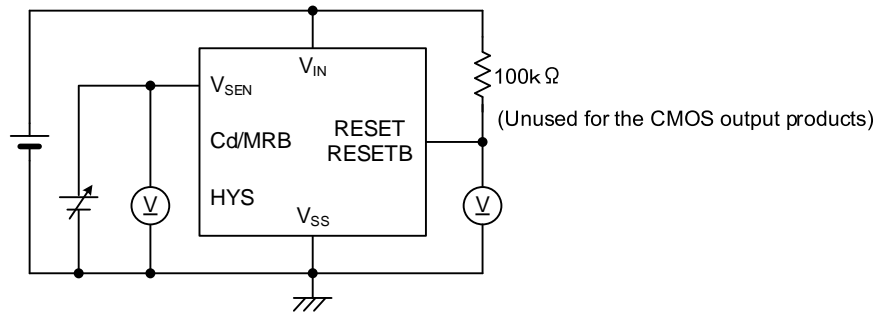 V_IN
V_SEN
100kΩ
(Unused for the CMOS output products)
Cd/MRB
RESET
RESETB
HYS
V
V
V_SS